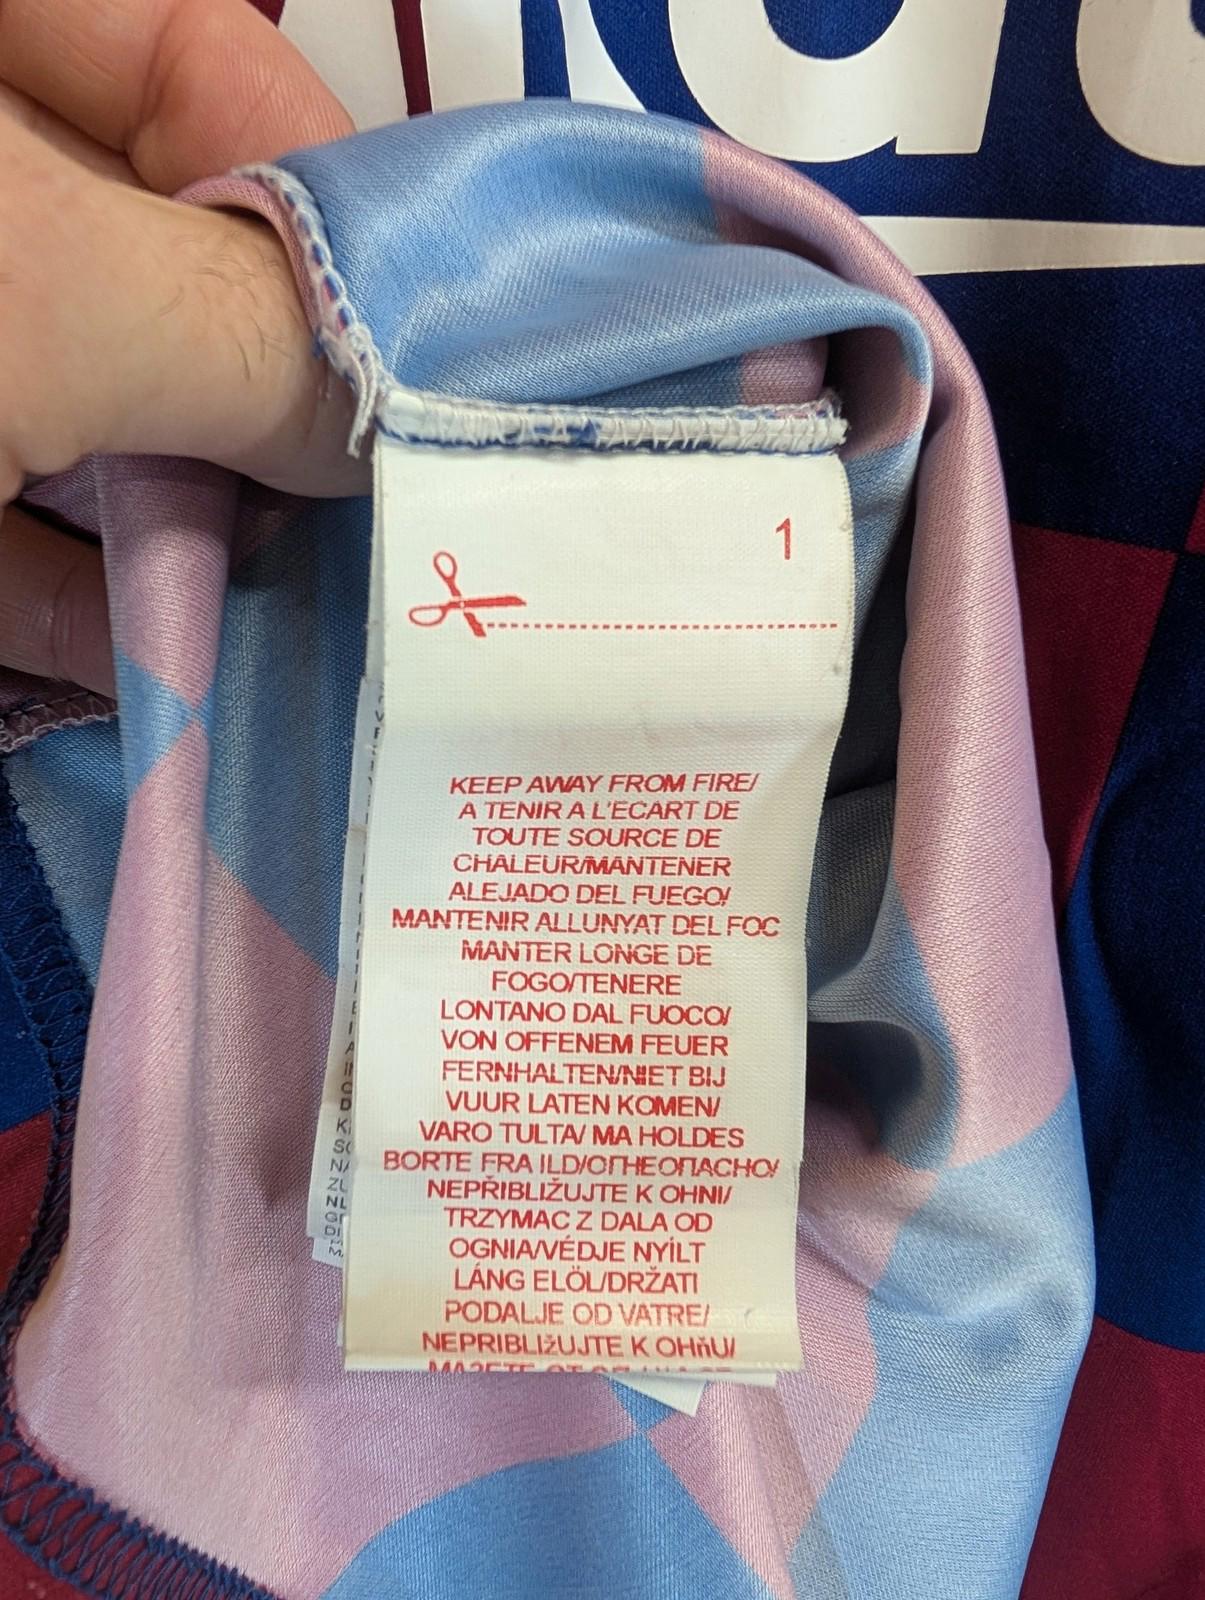 1
KEEP AWAY FROM FIRE/
A TENIR A L'ECART DE
TOUTE SOURCE DE
CHALEUR/MANTENER
ALEJADO DEL FUEGO/
MANTENIR ALLUNYAT DEL FOC
MANTER LONGE DE
FOGO/TENERE
LONTANO DAL FUOCO/
VON OFFENEM FEUER
FERNHALTEN/NIET BIJ
VUUR LATEN KOMEN/
VARO TULTA/ MA HOLDES
BORTE FRA ILD/ОГНЕОПАСНО/
NEPŘIBLIŽUJTE K OHNI/
TRZYMAC Z DALA OD
OGNIA/VÉDJE NYÍLT
LÁNG ELÖL/DRŽATI
PODALJE OD VATRE/
NEPRIBLIžUJTE K OHňU/